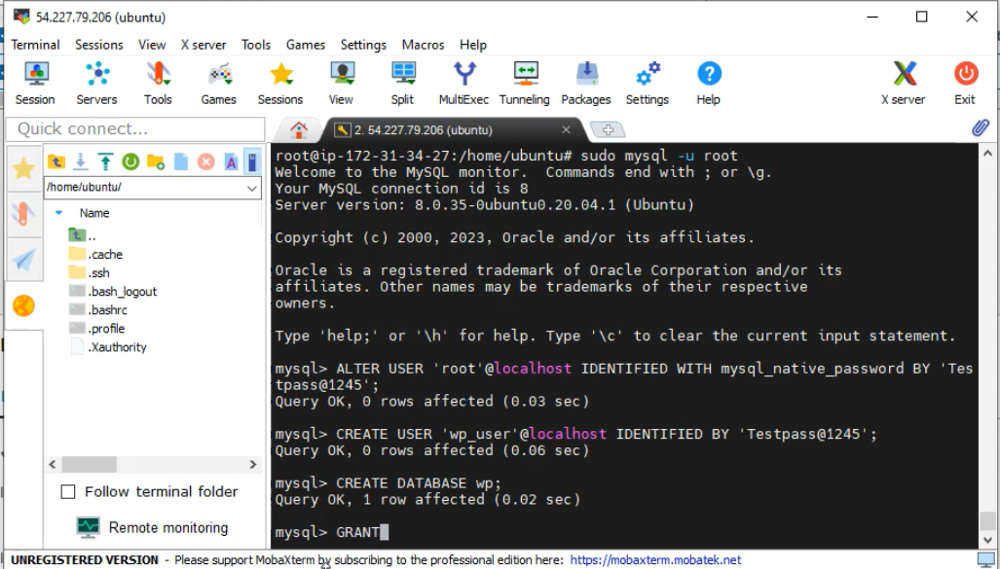 54.227.79.206 (ubuntu)
Terminal Sessions View X server Tools Games Settings Macros Help
Session Servers Tools Games Sessions View Split MultiExec Tunneling Packages Settings Help X server Exit
Quick connect...
2. 54.227.79.206 (ubuntu)
/home/ubuntu/
Name
..
.cache
.ssh
.bash_logout
.bashrc
.profile
.Xauthority
Follow terminal folder
Remote monitoring
root@ip-172-31-34-27:/home/ubuntu# sudo mysql -u root
Welcome to the MySQL monitor.  Commands end with ; or \g.
Your MySQL connection id is 8
Server version: 8.0.35-0ubuntu0.20.04.1 (Ubuntu)
Copyright (c) 2000, 2023, Oracle and/or its affiliates.
Oracle is a registered trademark of Oracle Corporation and/or its
affiliates. Other names may be trademarks of their respective
owners.
Type 'help;' or '\h' for help. Type '\c' to clear the current input statement.
mysql> ALTER USER 'root'@localhost IDENTIFIED WITH mysql_native_password BY 'Tes
tpass@1245';
Query OK, 0 rows affected (0.03 sec)
mysql> CREATE USER 'wp_user'@localhost IDENTIFIED BY 'Testpass@1245';
Query OK, 0 rows affected (0.06 sec)
mysql> CREATE DATABASE wp;
Query OK, 1 row affected (0.02 sec)
mysql> GRANT
UNREGISTERED VERSION - Please support MobaXterm by subscribing to the professional edition here: https://mobaxterm.mobatek.net